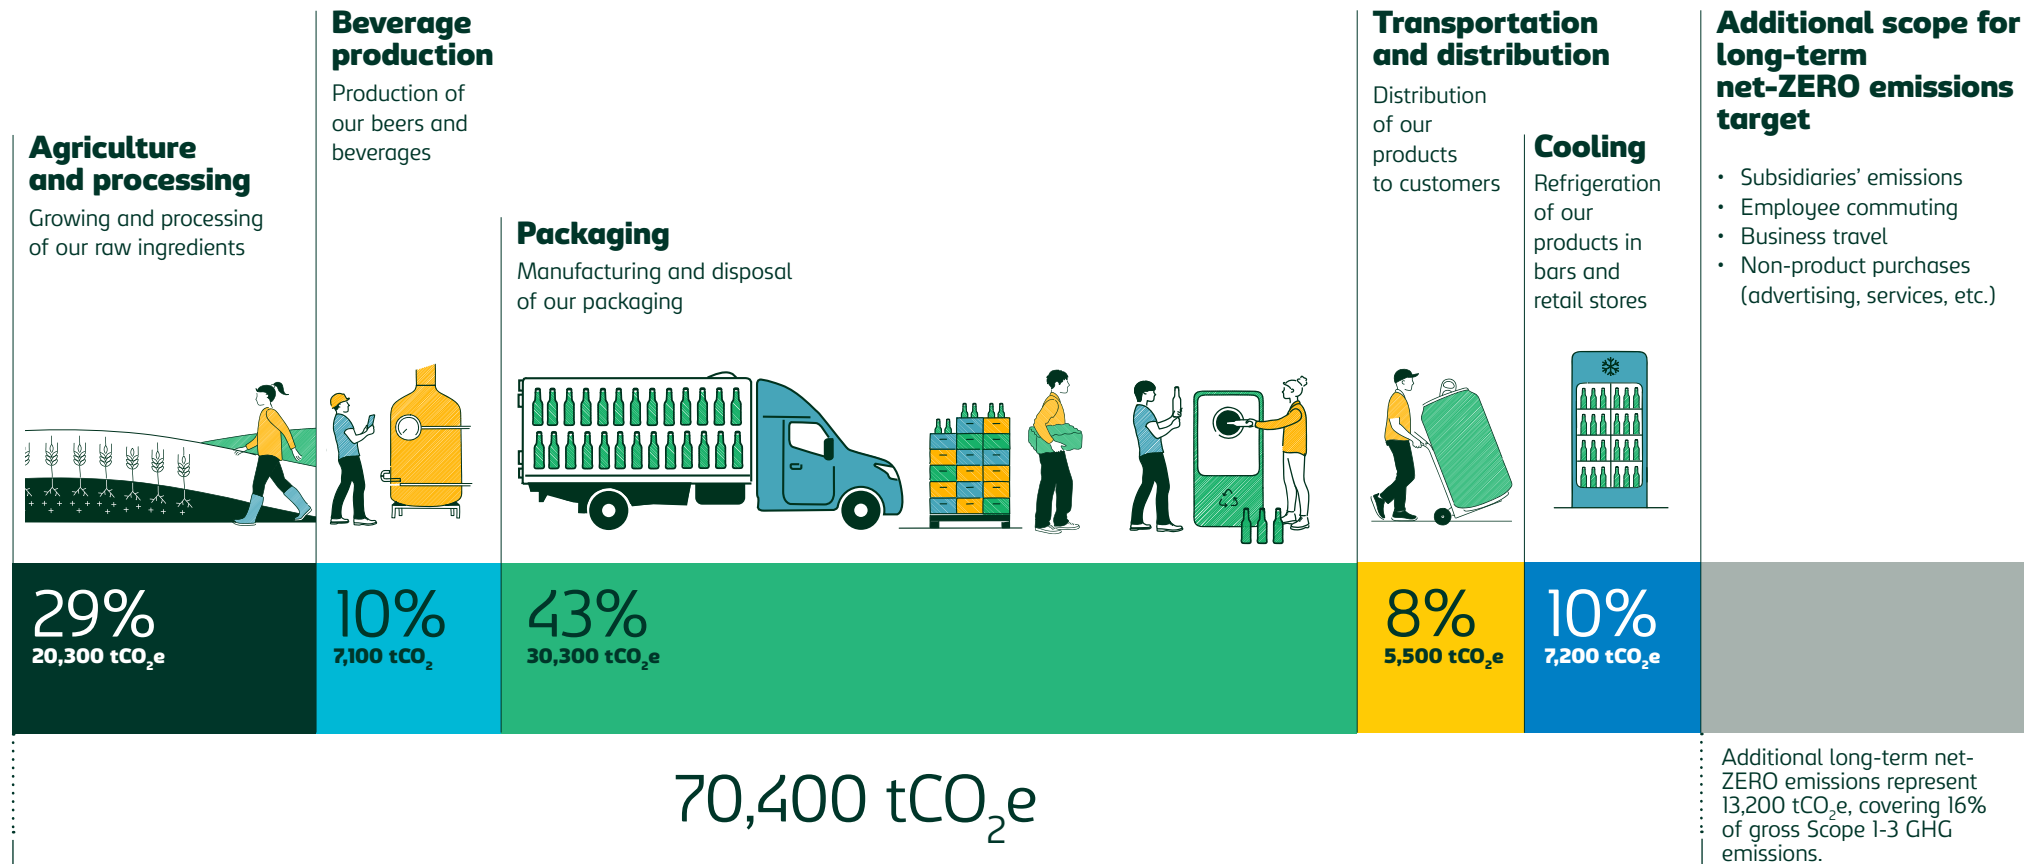 Agriculture
and processing
Growing and processing
of our raw ingredients
Beverage
production
Production of
our beers and
beverages
Packaging
Manufacturing and disposal
of our packaging
Transportation
and distribution
Distribution
of our
products
to customers
Cooling
Refrigeration
of our
products in
bars and
retail stores
Additional scope for
long-term
net-ZERO emissions
target
• Subsidiaries’ emissions
• Employee commuting
• Business travel
• Non-product purchases
(advertising, services, etc.)
29%
20,300 tCO₂e
10%
7,100 tCO₂
43%
30,300 tCO₂e
8%
5,500 tCO₂e
10%
7,200 tCO₂e
70,400 tCO₂e
Additional long-term net-
ZERO emissions represent
13,200 tCO₂e, covering 16%
of gross Scope 1-3 GHG
emissions.